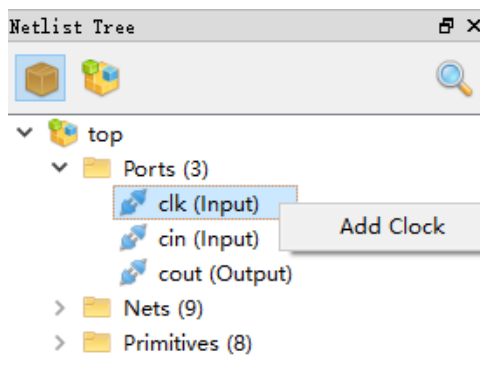 Netlist Tree
top
Ports (3)
clk (Input)
Add Clock
cin (Input)
cout (Output)
Nets (9)
Primitives (8)